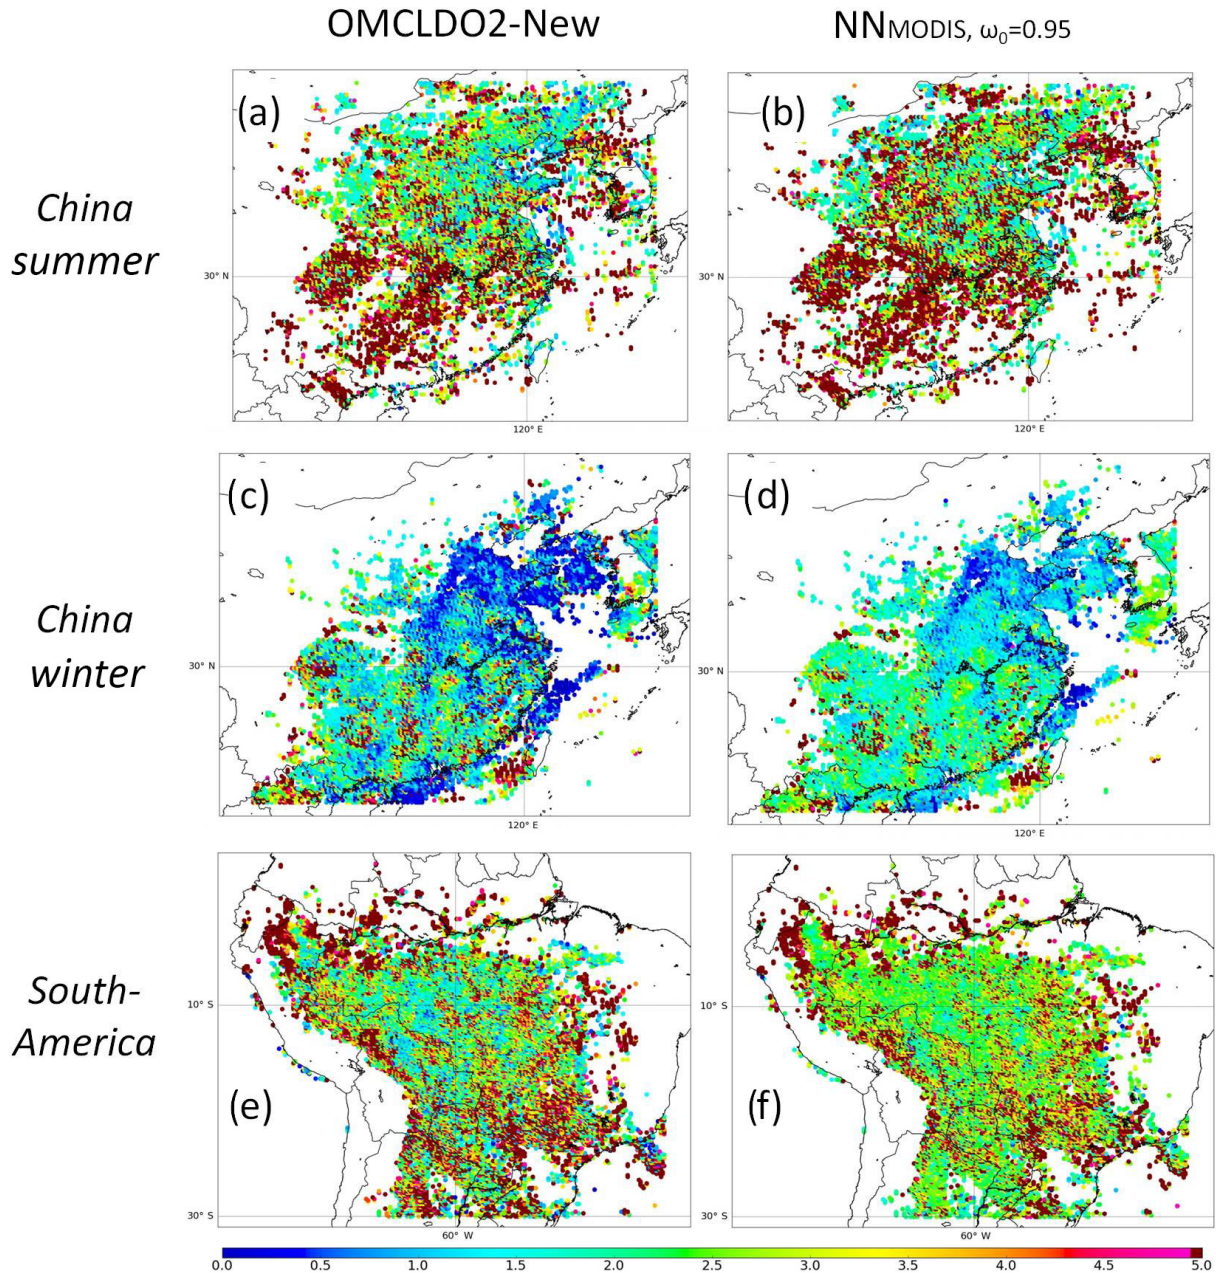 OMCLDO2-New
NNMODIS, ω0=0.95
China
summer
(a)
(b)
30° N
30° N
120° E
120° E
China
winter
(c)
(d)
30° N
30° N
120° E
120° E
South-
America
(e)
(f)
10° S
10° S
30° S
30° S
60° W
60° W
0.0 0.5 1.0 1.5 2.0 2.5 3.0 3.5 4.0 4.5 5.0